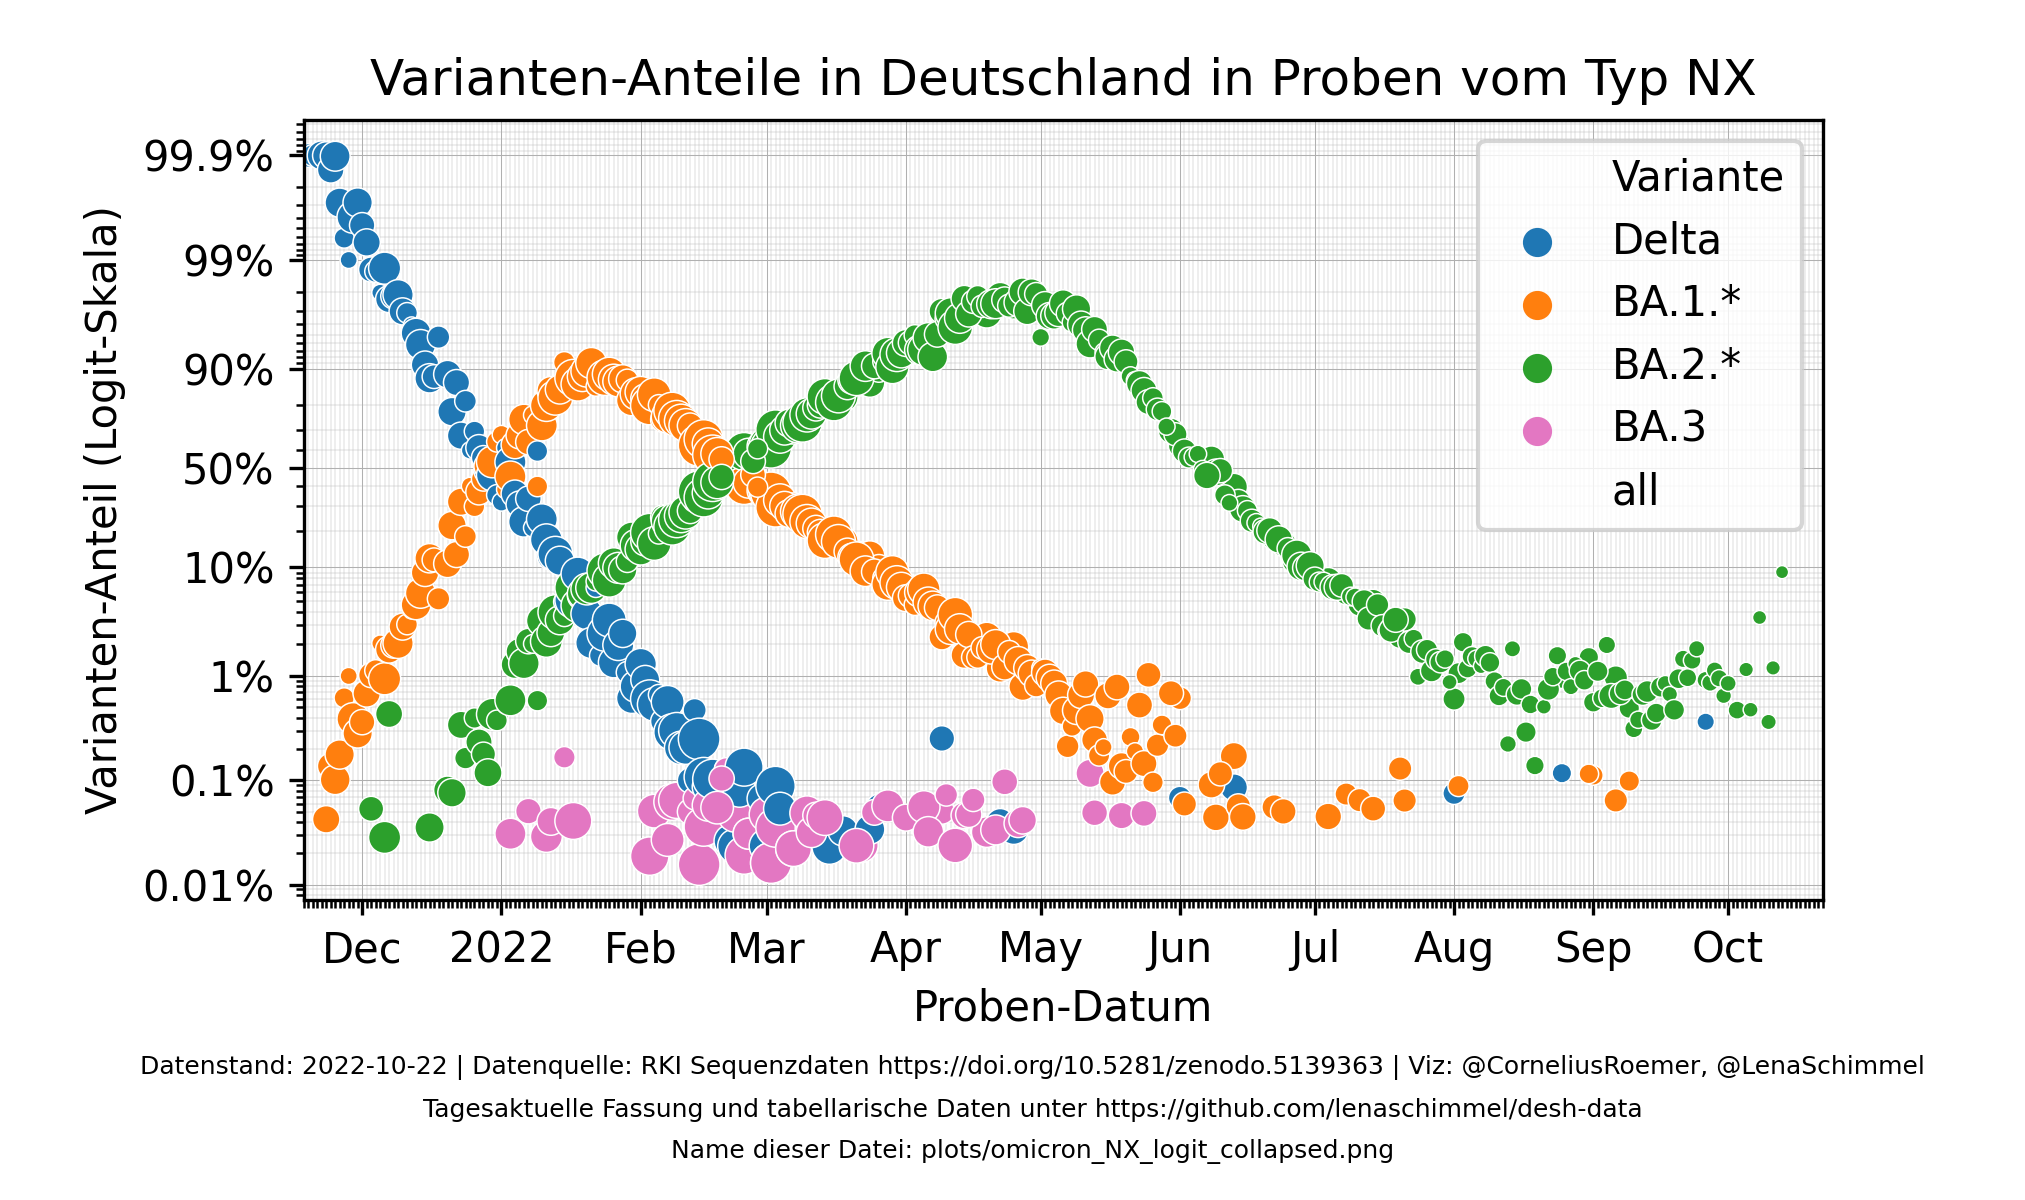 Varianten-Anteile in Deutschland in Proben vom Typ NX
Varianten-Anteil (Logit-Skala)
99.9%
99%
90%
50%
10%
1%
0.1%
0.01%
Variante
Delta
BA.1.*
BA.2.*
BA.3
all
Dec 2022 Feb Mar Apr May Jun Jul Aug Sep Oct
Proben-Datum
Datenstand: 2022-10-22 | Datenquelle: RKI Sequenzdaten https://doi.org/10.5281/zenodo.5139363 | Viz: @CorneliusRoemer, @LenaSchimmel
Tagesaktuelle Fassung und tabellarische Daten unter https://github.com/lenaschimmel/desh-data
Name dieser Datei: plots/omicron_NX_logit_collapsed.png